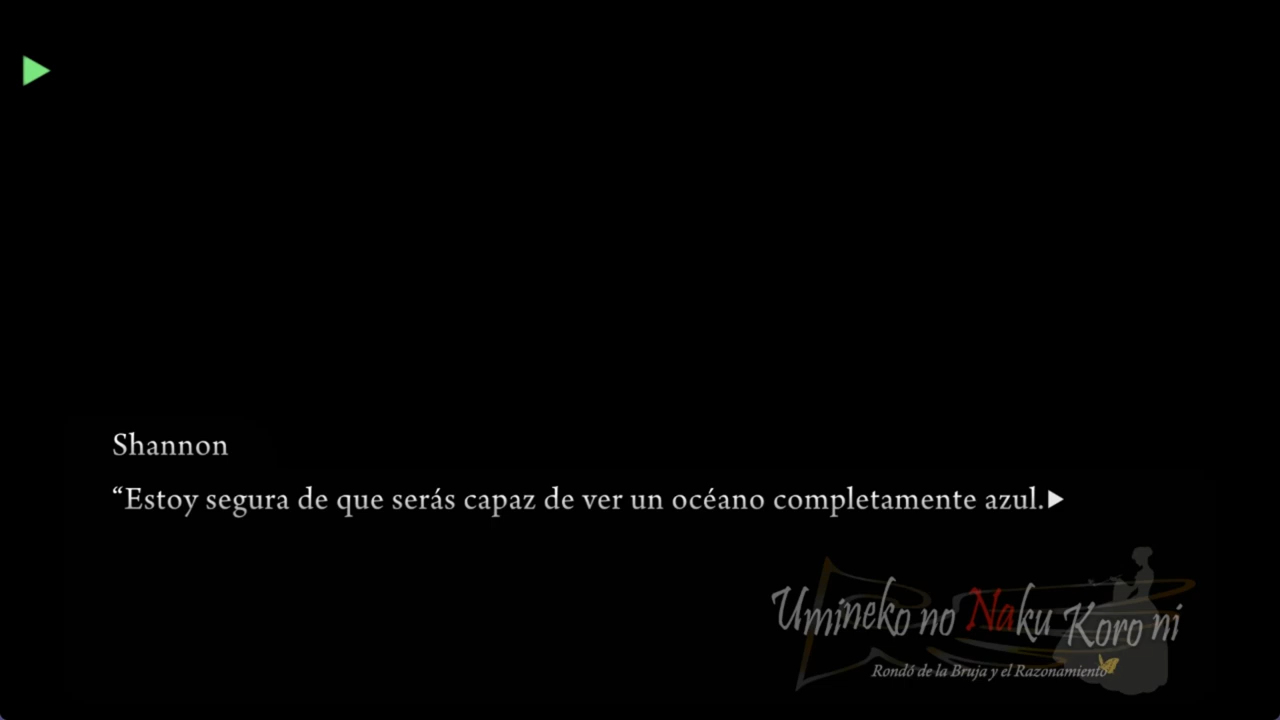 Shannon
“Estoy segura de que serás capaz de ver un océano completamente azul.
Umineko no Naku Koro ni
Rondó de la Bruja y el Razonamiento